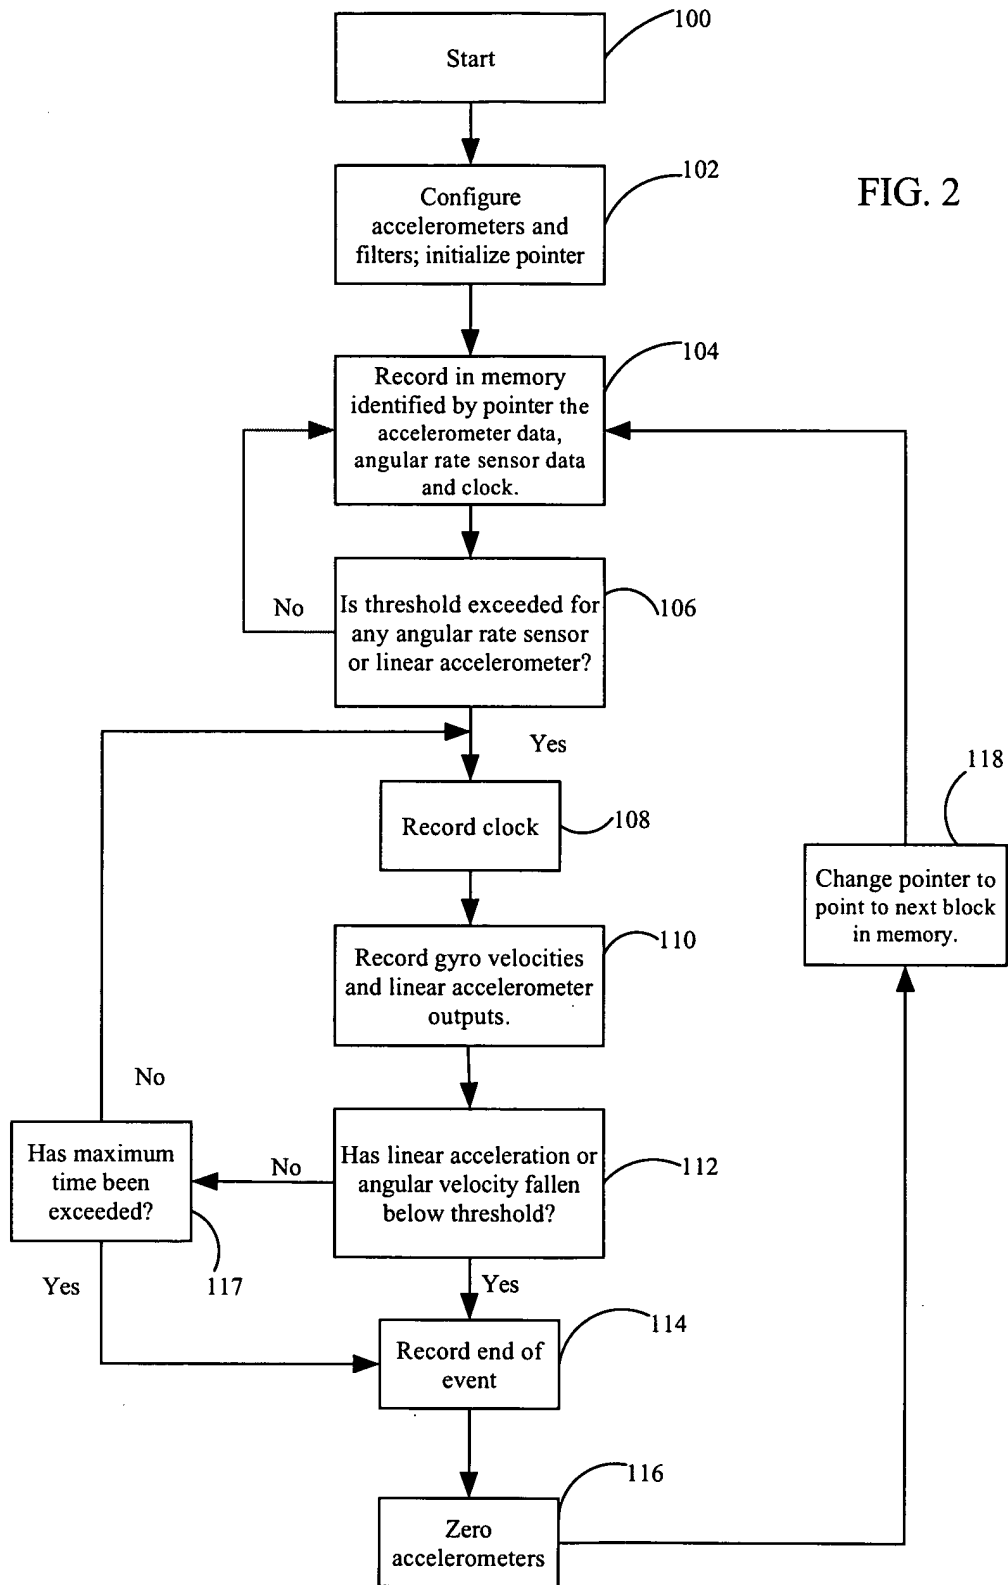 100
Start
102
Configure
accelerometers and
filters; initialize pointer
FIG. 2
104
Record in memory
identified by pointer the
accelerometer data,
angular rate sensor data
and clock.
No
Is threshold exceeded for
any angular rate sensor
or linear accelerometer?
106
Yes
118
Record clock
108
Change pointer to
point to next block
in memory.
110
Record gyro velocities
and linear accelerometer
outputs.
No
Has maximum
time been
exceeded?
No
Has linear acceleration or
angular velocity fallen
below threshold?
112
Yes
117
Yes
114
Record end of
event
116
Zero
accelerometers